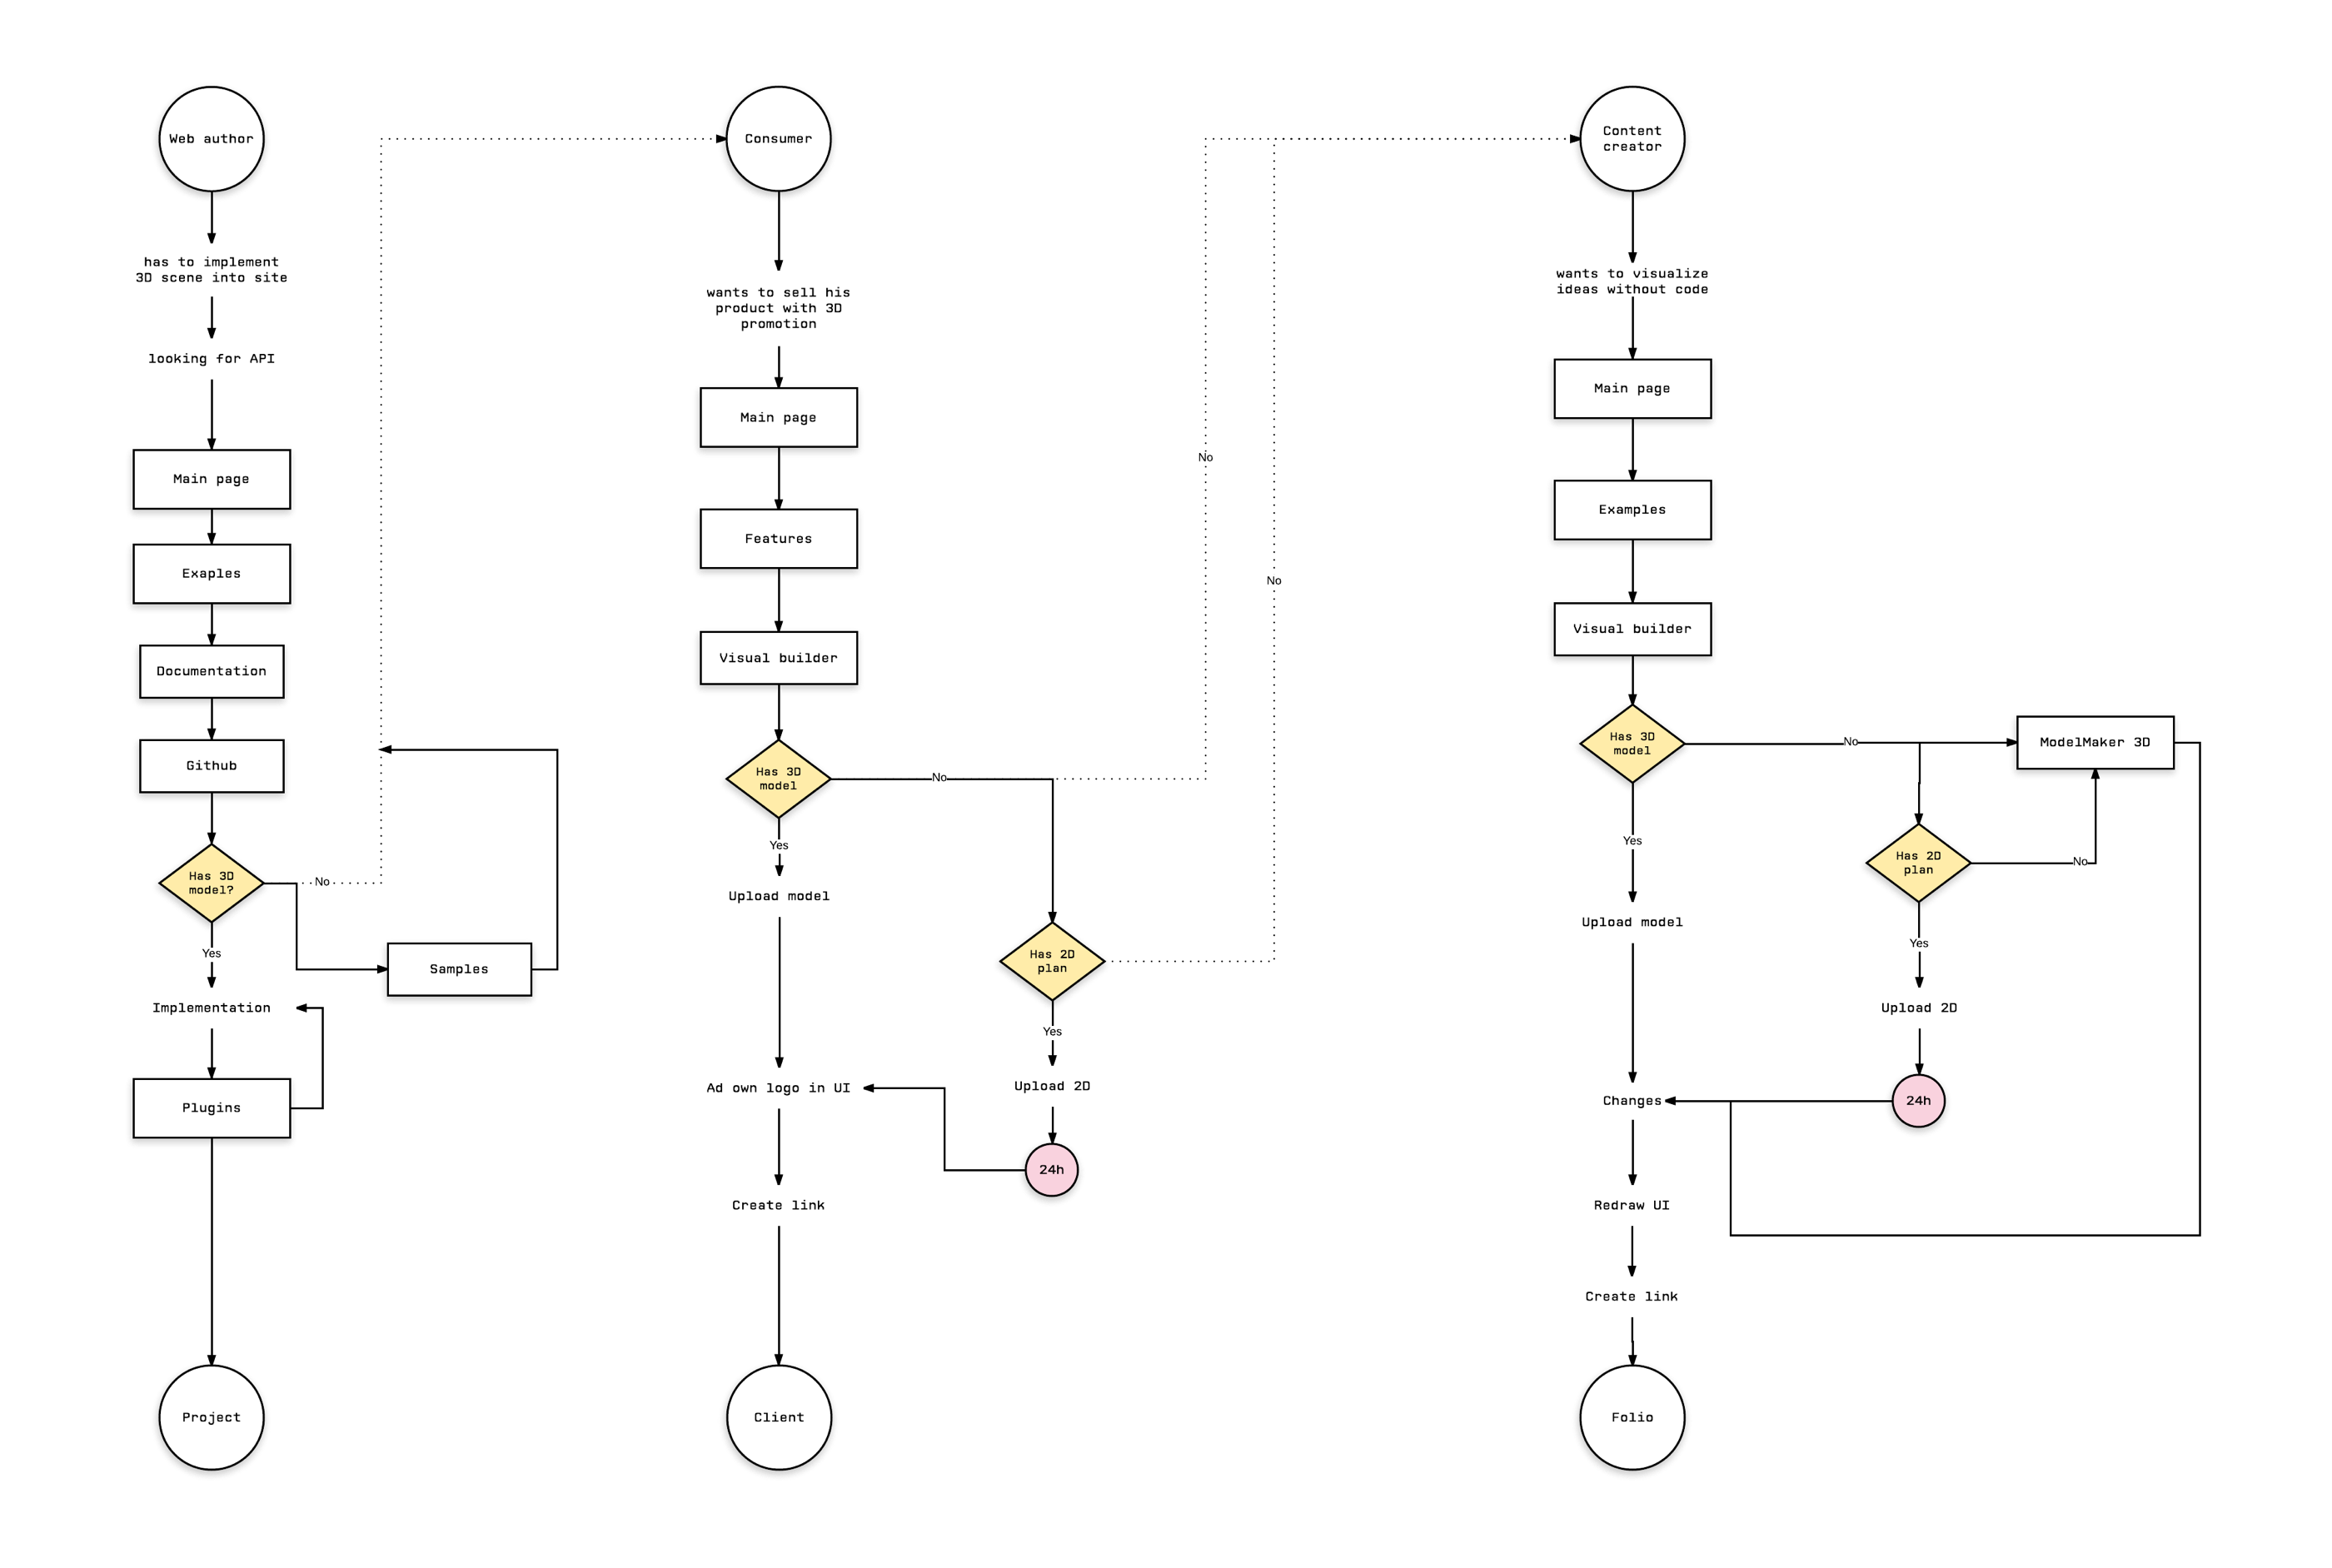 Web author
has to implement
3D scene into site
looking for API
Main page
Exaples
Documentation
Github
Has 3D
model?
No
Yes
Samples
Implementation
Plugins
Project
Consumer
wants to sell his
product with 3D
promotion
Main page
Features
Visual builder
Has 3D
model
No
No
Yes
Upload model
Has 2D
plan
No
Yes
Upload 2D
24h
Ad own logo in UI
Create link
Client
Content
creator
wants to visualize
ideas without code
Main page
Examples
Visual builder
Has 3D
model
No
ModelMaker 3D
Yes
Has 2D
plan
No
Yes
Upload model
Upload 2D
24h
Changes
Redraw UI
Create link
Folio